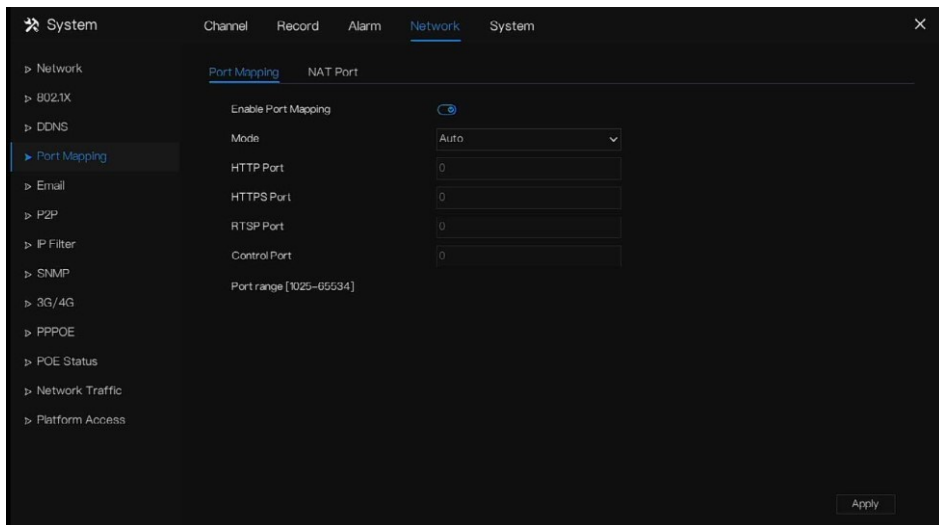 System
Channel Record Alarm Network System
Network
802.1X
DDNS
Port Mapping
Email
P2P
IP Filter
SNMP
3G/4G
PPPOE
POE Status
Network Traffic
Platform Access
Port Mapping NAT Port
Enable Port Mapping
Mode Auto
HTTP Port 0
HTTPS Port 0
RTSP Port 0
Control Port 0
Port range [1025~65534]
Apply